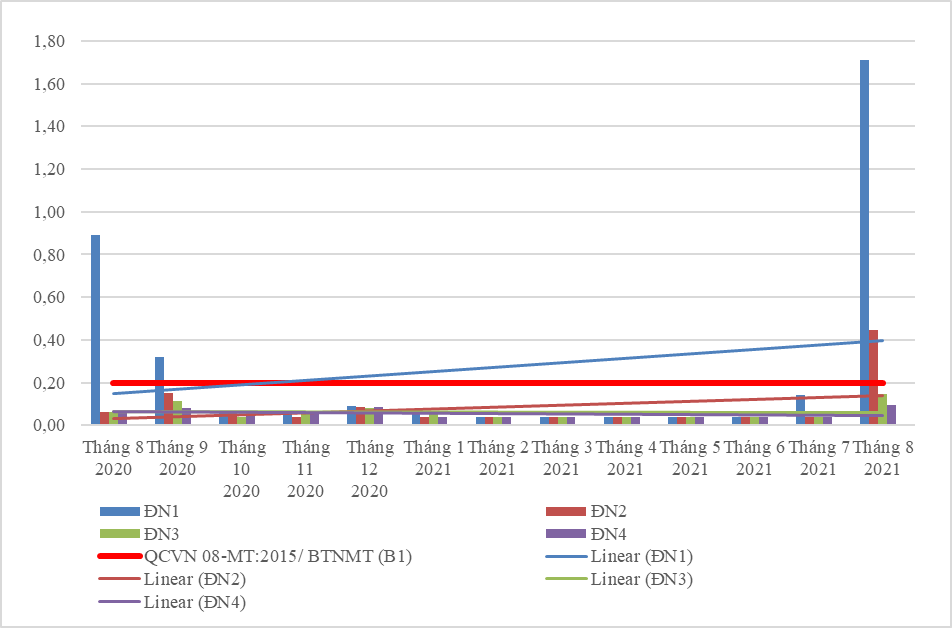 1,80
1,60
1,40
1,20
1,00
0,80
0,60
0,40
0,20
0,00
Tháng 8 Tháng 9 Tháng Tháng Tháng Tháng 1 Tháng 2 Tháng 3 Tháng 4 Tháng 5 Tháng 6 Tháng 7 Tháng 8
2020 2020 10 11 12 2021 2021 2021 2021 2021 2021 2021 2021
2020 2020 2020
ĐN1 ĐN2
ĐN3 ĐN4
QCVN 08-MT:2015/ BTNMT (B1) Linear (ĐN1)
Linear (ĐN2) Linear (ĐN3)
Linear (ĐN4)